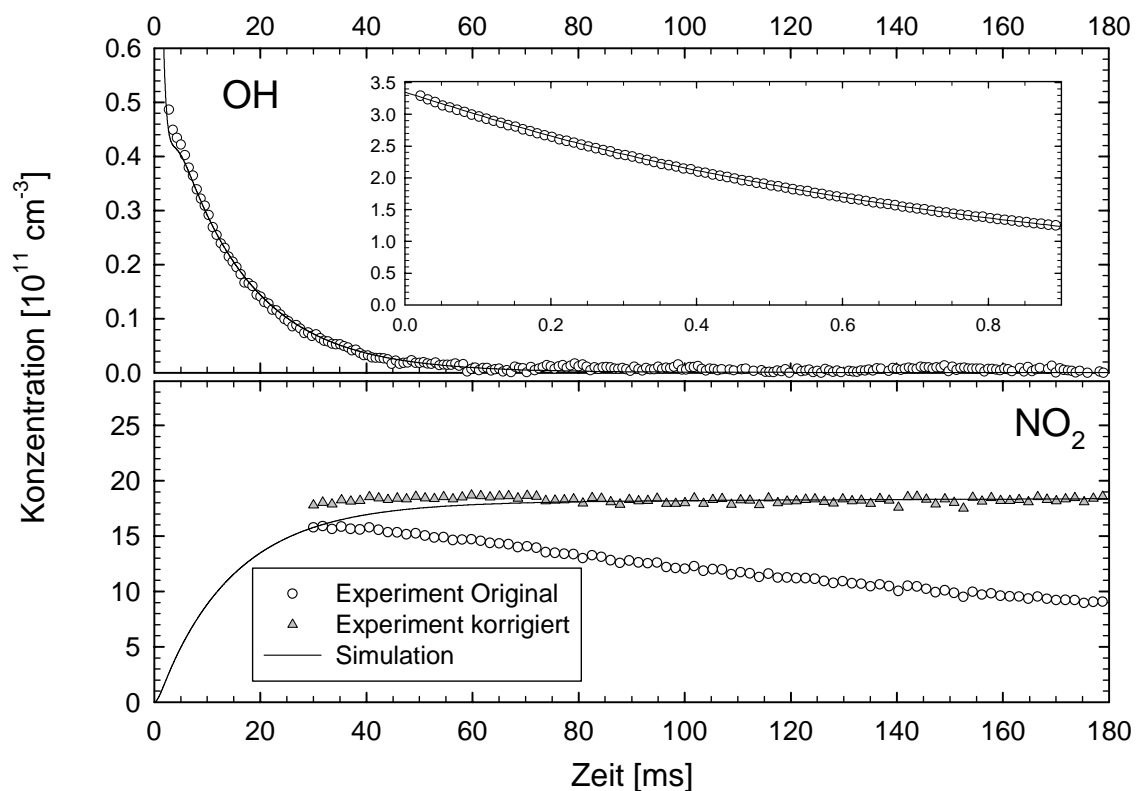 0 20 40 60 80 100 120 140 160 180
0.6
0.5
0.4
0.3
0.2
0.1
0.0
OH
3.5
3.0
2.5
2.0
1.5
1.0
0.5
0.0
0.0 0.2 0.4 0.6 0.8
Konzentration [10¹¹ cm⁻³]
25
20
15
10
5
0
NO₂
Experiment Original
Experiment korrigiert
Simulation
0 20 40 60 80 100 120 140 160 180
Zeit [ms]